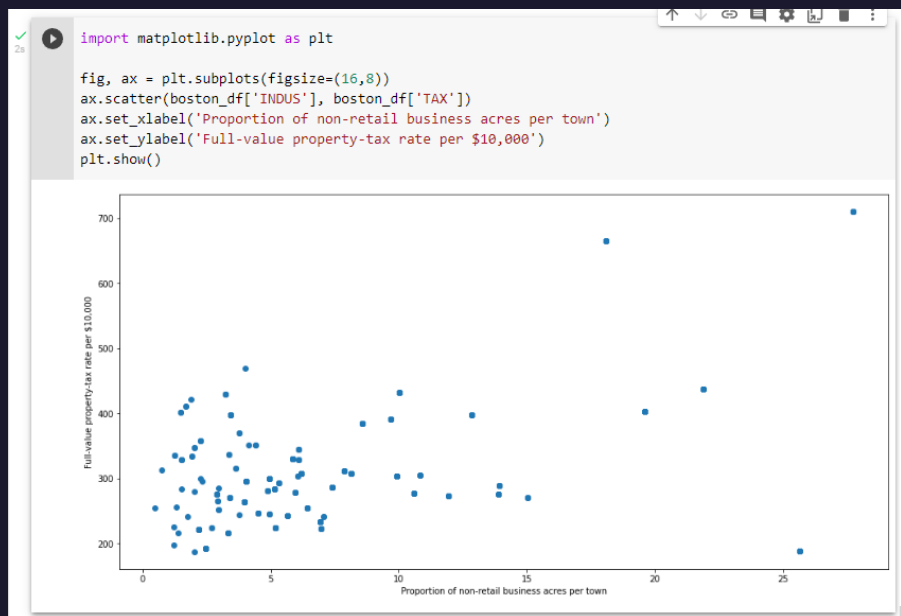 2s
import matplotlib.pyplot as plt
fig, ax = plt.subplots(figsize=(16,8))
ax.scatter(boston_df['INDUS'], boston_df['TAX'])
ax.set_xlabel('Proportion of non-retail business acres per town')
ax.set_ylabel('Full-value property-tax rate per $10,000')
plt.show()
Full-value property-tax rate per $10,000
700
600
500
400
300
200
0 5 10 15 20 25
Proportion of non-retail business acres per town